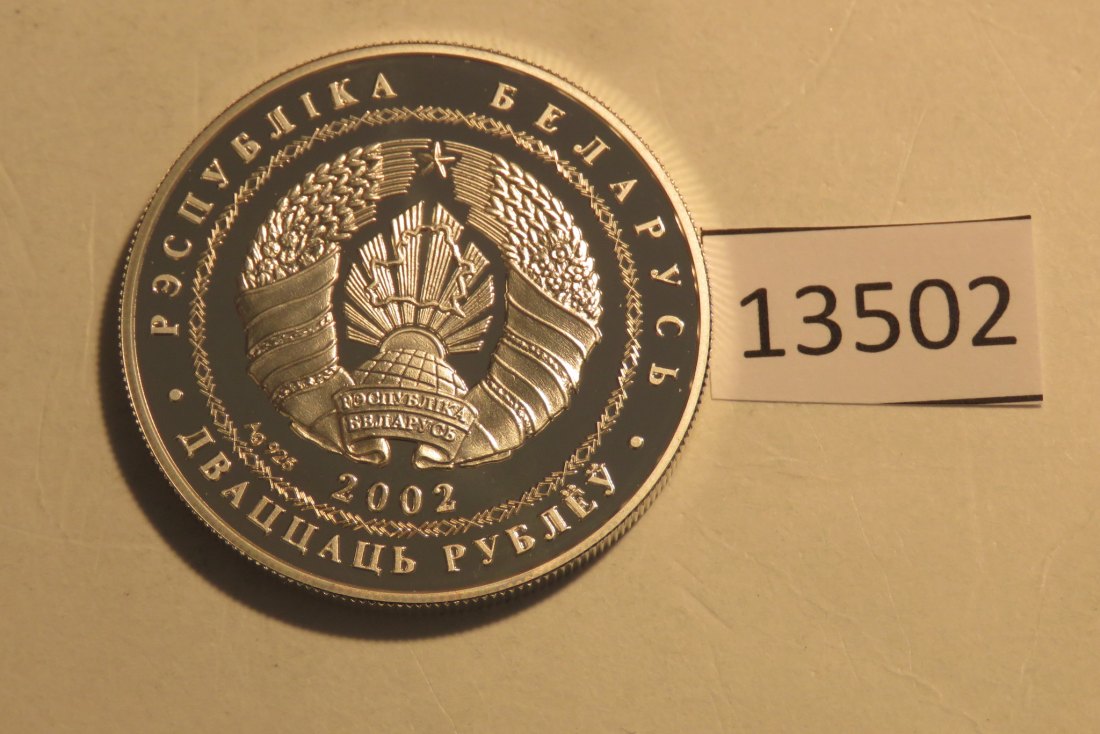 РЭСПУБЛІКА БЕЛАРУСЬ
РЭСПУБЛІКА
БЕЛАРУСЬ
Ag 925
2002
· ДВАЦЦАЦЬ РУБЛЁЎ ·
13502